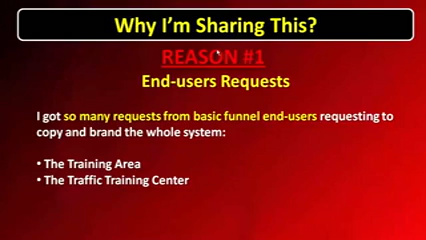 Why I'm Sharing This?
REASON #1
End-users Requests
I got so many requests from basic funnel end-users requesting to
copy and brand the whole system:
• The Training Area
• The Traffic Training Center